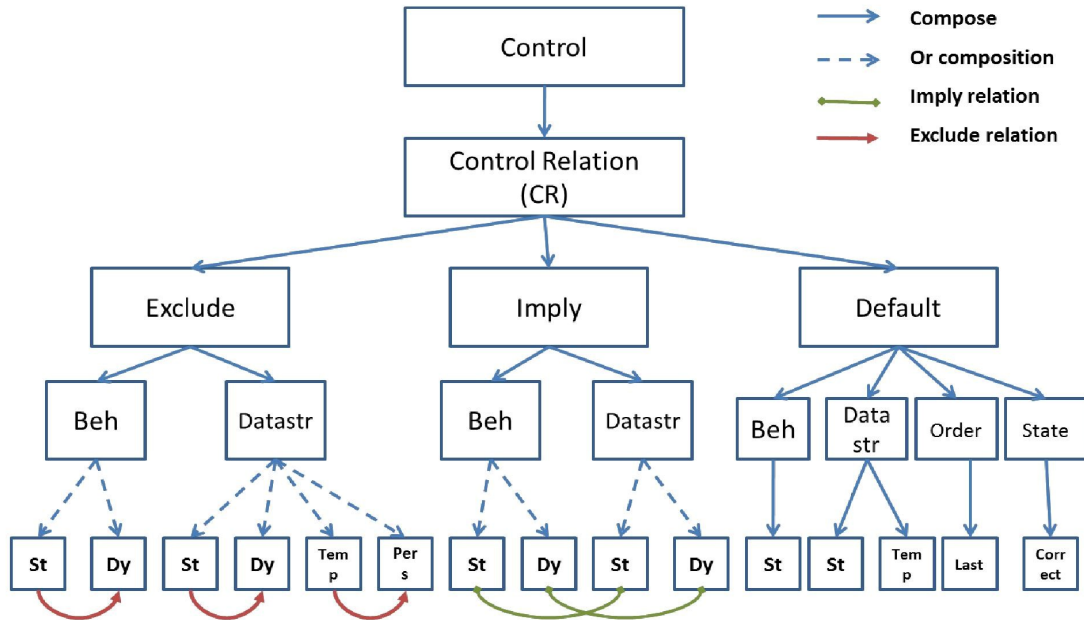 Control
Compose
Or composition
Imply relation
Exclude relation
Control Relation
(CR)
Exclude
Imply
Default
Beh
Datastr
Beh
Datastr
Beh
Data
str
Order
State
St
Dy
St
Dy
Tem
p
Per
s
St
Dy
St
Dy
St
St
Tem
p
Last
Corr
ect